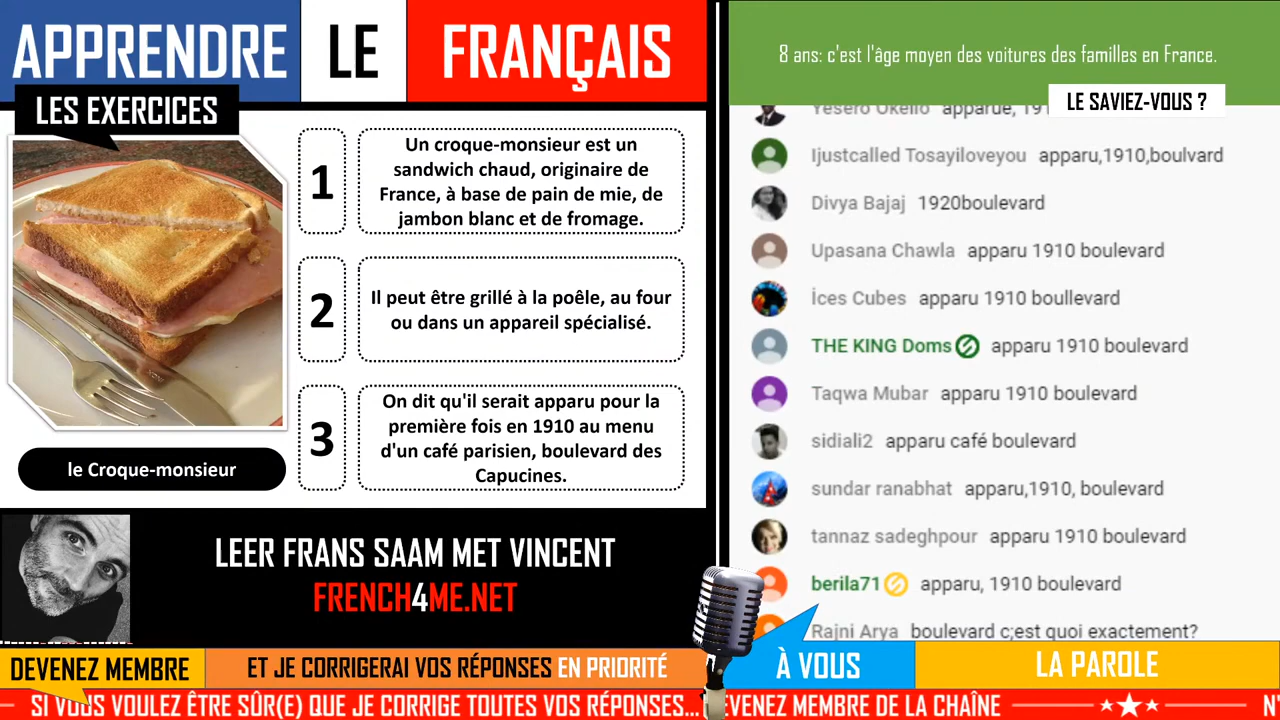 APPRENDRE LE FRANÇAIS
LES EXERCICES
le Croque-monsieur
1
Un croque-monsieur est un
sandwich chaud, originaire de
France, à base de pain de mie, de
jambon blanc et de fromage.
2
Il peut être grillé à la poêle, au four
ou dans un appareil spécialisé.
3
On dit qu'il serait apparu pour la
première fois en 1910 au menu
d'un café parisien, boulevard des
Capucines.
LEER FRANS SAAM MET VINCENT
FRENCH4ME.NET
8 ans: c'est l'âge moyen des voitures des familles en France.
LE SAVIEZ-VOUS ?
Yesero Okello
Ijustcalled Tosayiloveyou apparu,1910,boulvard
Divya Bajaj 1920boulevard
Upasana Chawla apparu 1910 boulevard
İces Cubes apparu 1910 boullevard
THE KING Doms apparu 1910 boulevard
Taqwa Mubar apparu 1910 boulevard
sidiali2 apparu café boulevard
sundar ranabhat apparu,1910, boulevard
tannaz sadeghpour apparu 1910 boulevard
berila71 apparu, 1910 boulevard
Rajni Arya boulevard c;est quoi exactement?
À VOUS LA PAROLE
DEVENEZ MEMBRE ET JE CORRIGERAI VOS RÉPONSES EN PRIORITÉ
SI VOUS VOULEZ ÊTRE SÛR(E) QUE JE CORRIGE TOUTES VOS RÉPONSES... EVENEZ MEMBRE DE LA CHAÎNE